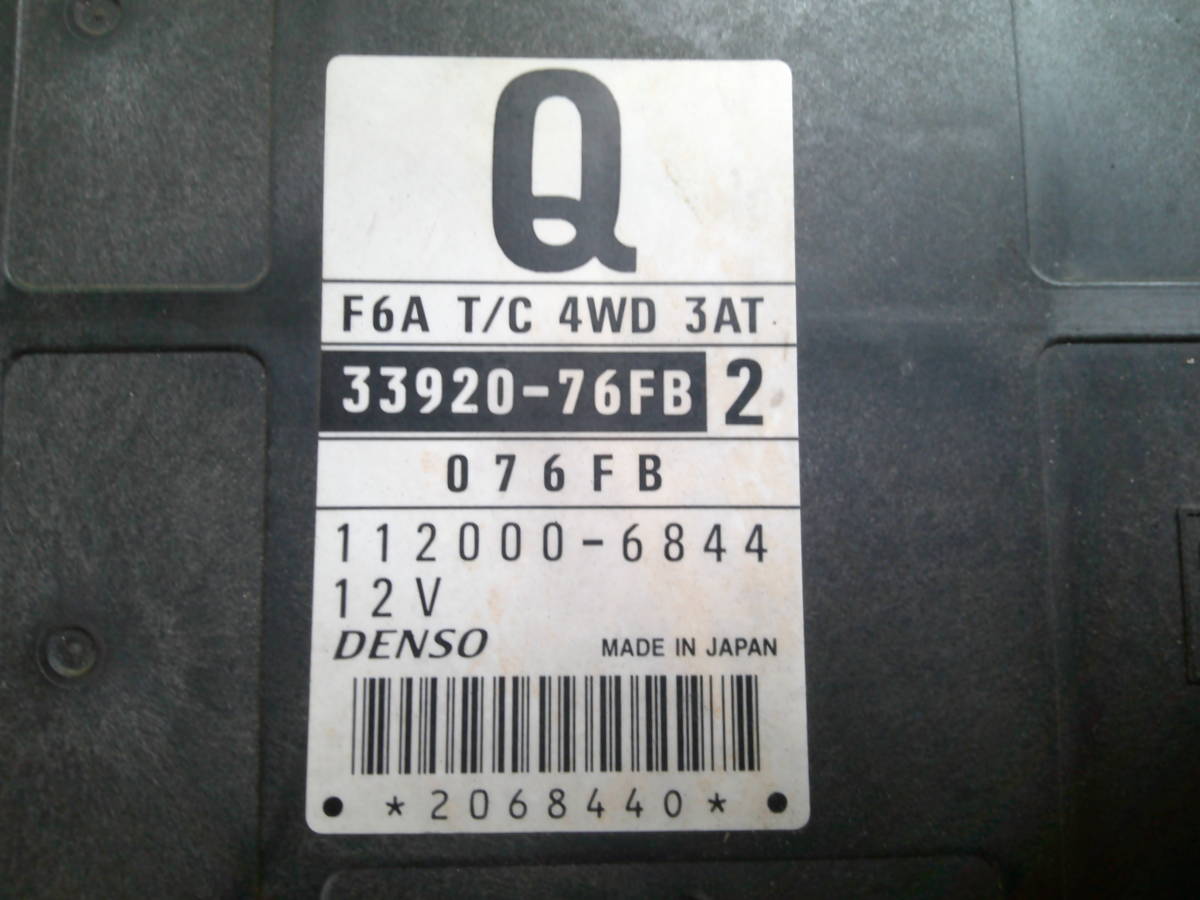 Q
F6A T/C 4WD 3AT
33920-76FB 2
076FB
112000-6844
12V
DENSO MADE IN JAPAN
*2068440*